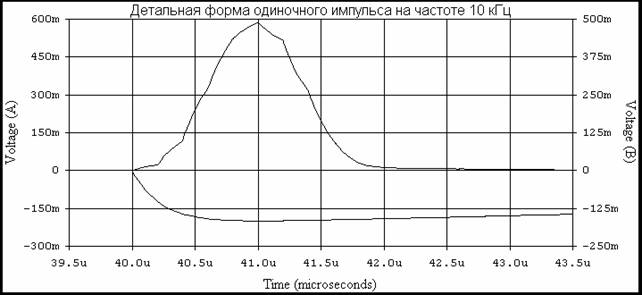 Детальная форма одиночного импульса на частоте 10 кГц
600m
450m
300m
150m
0
-150m
-300m
Voltage (A)
500m
375m
250m
125m
0
-125m
-250m
Voltage (B)
39.5u 40.0u 40.5u 41.0u 41.5u 42.0u 42.5u 43.0u 43.5u
Time (microseconds)